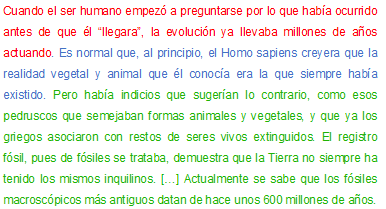 Cuando el ser humano empezó a preguntarse por lo que había ocurrido
antes de que él “llegara”, la evolución ya llevaba millones de años
actuando. Es normal que, al principio, el Homo sapiens creyera que la
realidad vegetal y animal que él conocía era la que siempre había
existido. Pero había indicios que sugerían lo contrario, como esos
pedruscos que semejaban formas animales y vegetales, y que ya los
griegos asociaron con restos de seres vivos extinguidos. El registro
fósil, pues de fósiles se trataba, demuestra que la Tierra no siempre ha
tenido los mismos inquilinos. [...] Actualmente se sabe que los fósiles
macroscópicos más antiguos datan de hace unos 600 millones de años.